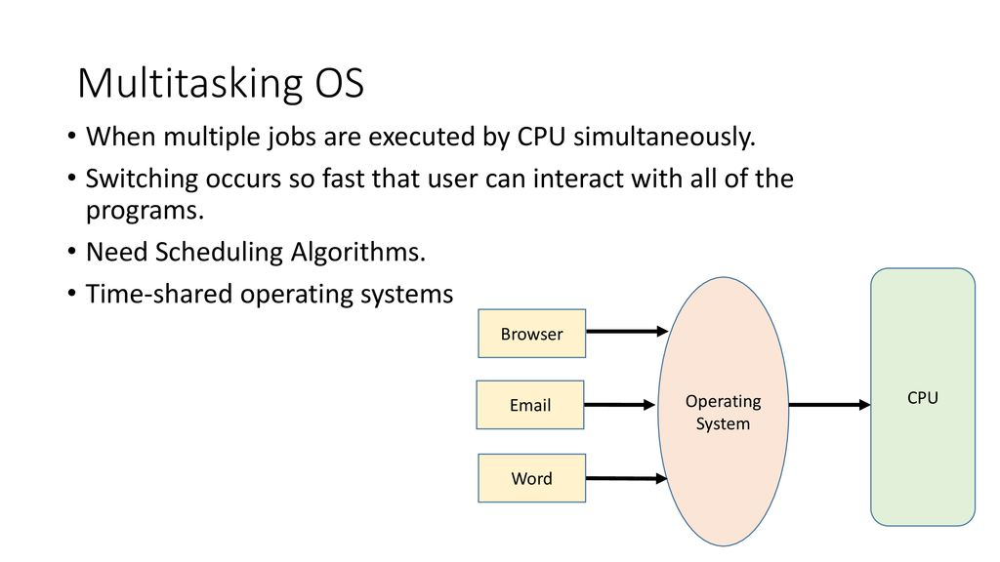 Multitasking OS
• When multiple jobs are executed by CPU simultaneously.
• Switching occurs so fast that user can interact with all of the
programs.
• Need Scheduling Algorithms.
• Time-shared operating systems
Browser
Email
Word
Operating
System
CPU